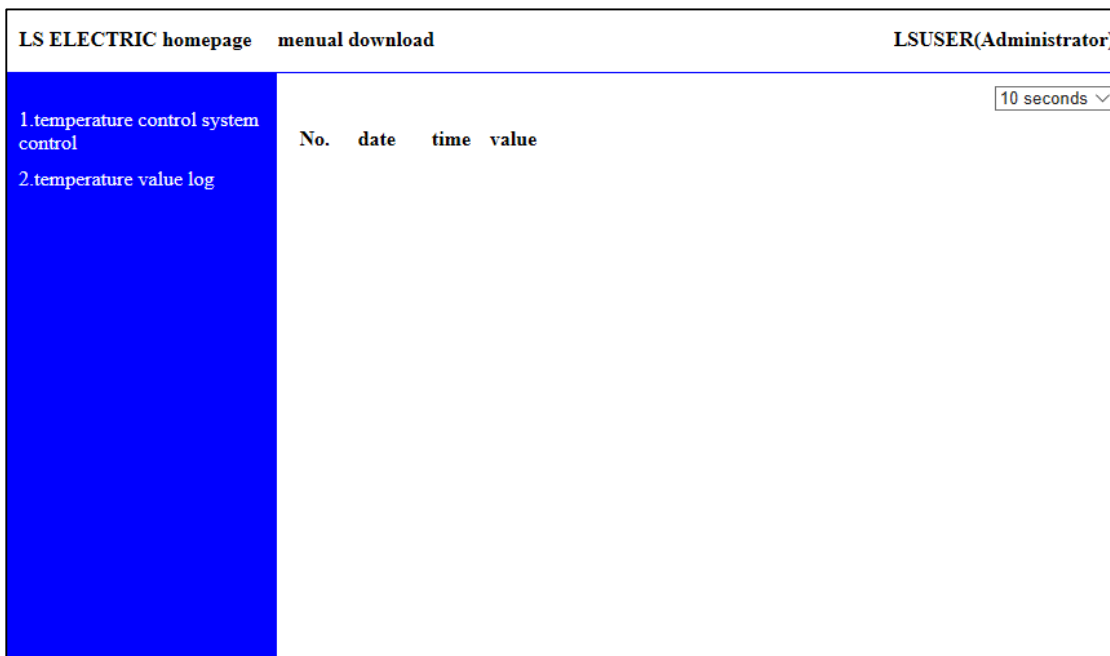 LS ELECTRIC homepage menual download LSUSER(Administrator)
10 seconds
1.temperature control system
control
No. date time value
2.temperature value log